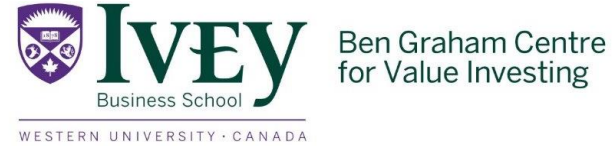 IVEY
Business School
WESTERN UNIVERSITY · CANADA
Ben Graham Centre
for Value Investing